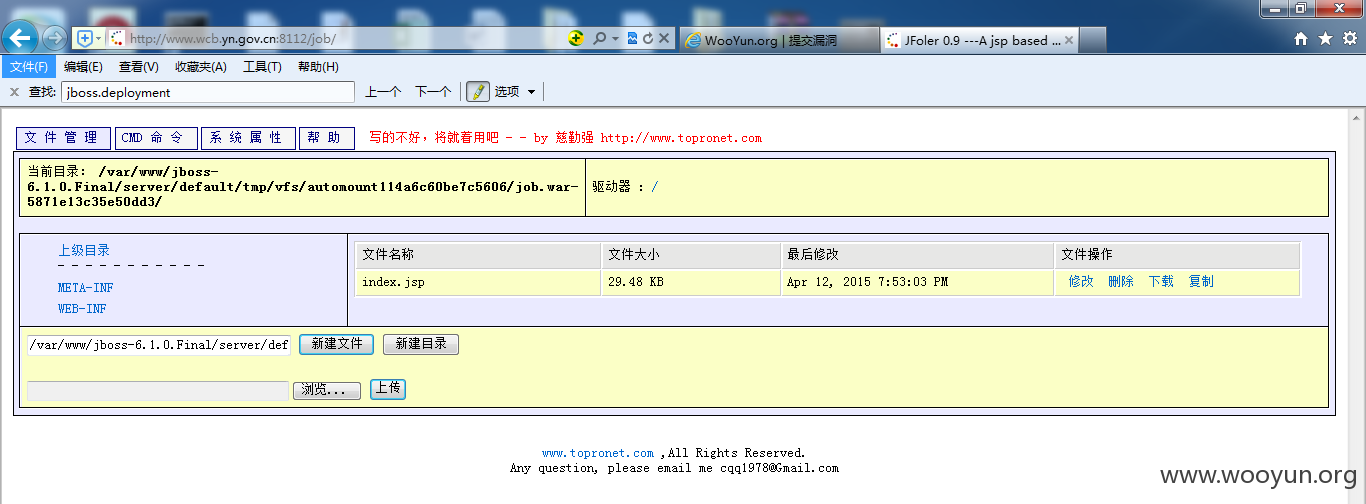 http://www.wcb.yn.gov.cn:8112/job/
WooYun.org | 提交漏洞
JFoler 0.9 ---A jsp based ...
文件(F) 编辑(E) 查看(V) 收藏夹(A) 工具(T) 帮助(H)
查找: jboss.deployment 上一个 下一个 选项
文 件 管 理 CMD 命 令 系 统 属 性 帮 助 写的不好，将就着用吧 - - by 慈勤强 http://www.topronet.com
当前目录: /var/www/jboss-
6.1.0.Final/server/default/tmp/vfs/automount114a6c60be7c5606/job.war-
5871e13c35e50dd3/
驱动器 : /
上级目录
- - - - - - - - - - -
META-INF
WEB-INF
文件名称 文件大小 最后修改 文件操作
index.jsp 29.48 KB Apr 12, 2015 7:53:03 PM 修改 删除 下载 复制
/var/www/jboss-6.1.0.Final/server/def 新建文件 新建目录
浏览... 上传
www.topronet.com ,All Rights Reserved.
Any question, please email me cqq1978@Gmail.com
www.wooyun.org